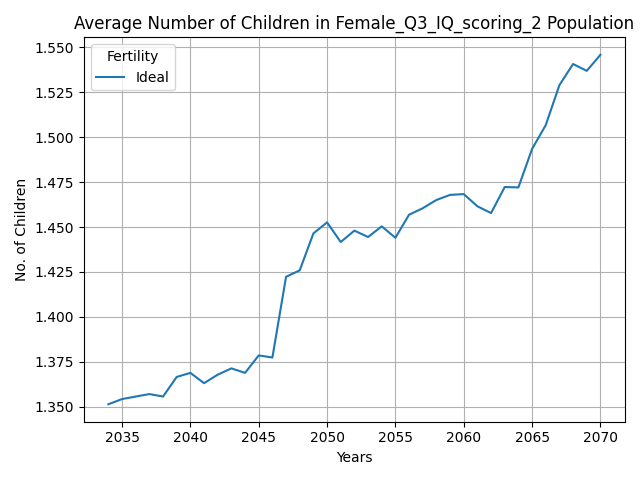 Average Number of Children in Female_Q3_IQ_scoring_2 Population
Fertility
Ideal
1.550
1.525
1.500
1.475
1.450
1.425
1.400
1.375
1.350
No. of Children
2035 2040 2045 2050 2055 2060 2065 2070
Years